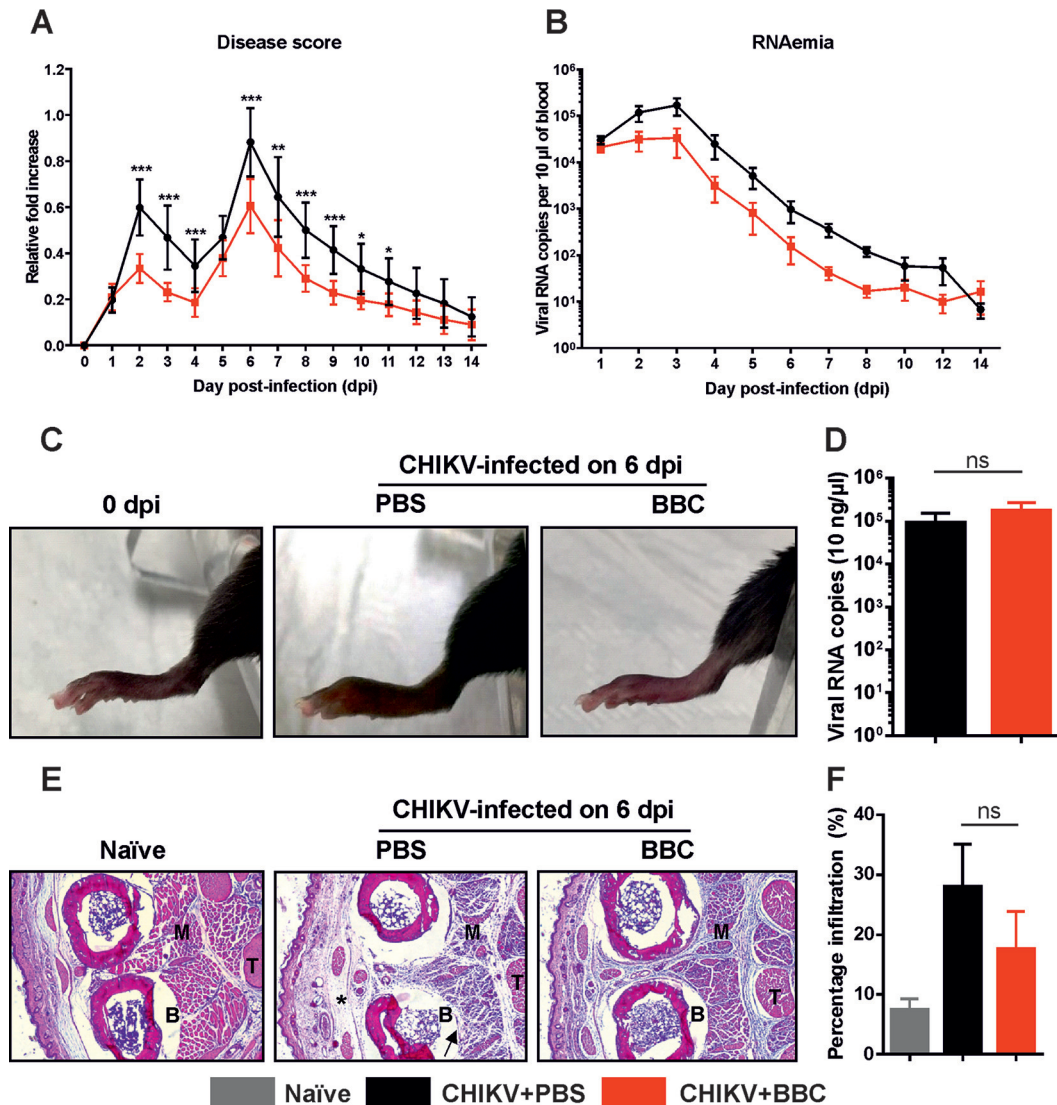 A
Disease score
Relative fold increase
1.2
1.0
0.8
0.6
0.4
0.2
0.0
***
***
***
***
**
***
***
*
*
0 1 2 3 4 5 6 7 8 9 10 11 12 13 14
Day post-infection (dpi)
B
RNAemia
Viral RNA copies per 10 µl of blood
10⁶
10⁵
10⁴
10³
10²
10¹
10⁰
1 2 3 4 5 6 7 8 10 12 14
Day post-infection (dpi)
C
CHIKV-infected on 6 dpi
0 dpi
PBS
BBC
D
ns
Viral RNA copies (10 ng/µl)
10⁶
10⁵
10⁴
10³
10²
10¹
10⁰
E
CHIKV-infected on 6 dpi
Naïve
PBS
BBC
M
T
B
*
M
T
B
M
T
B
F
ns
Percentage infiltration (%)
40
30
20
10
0
Naïve
CHIKV+PBS
CHIKV+BBC